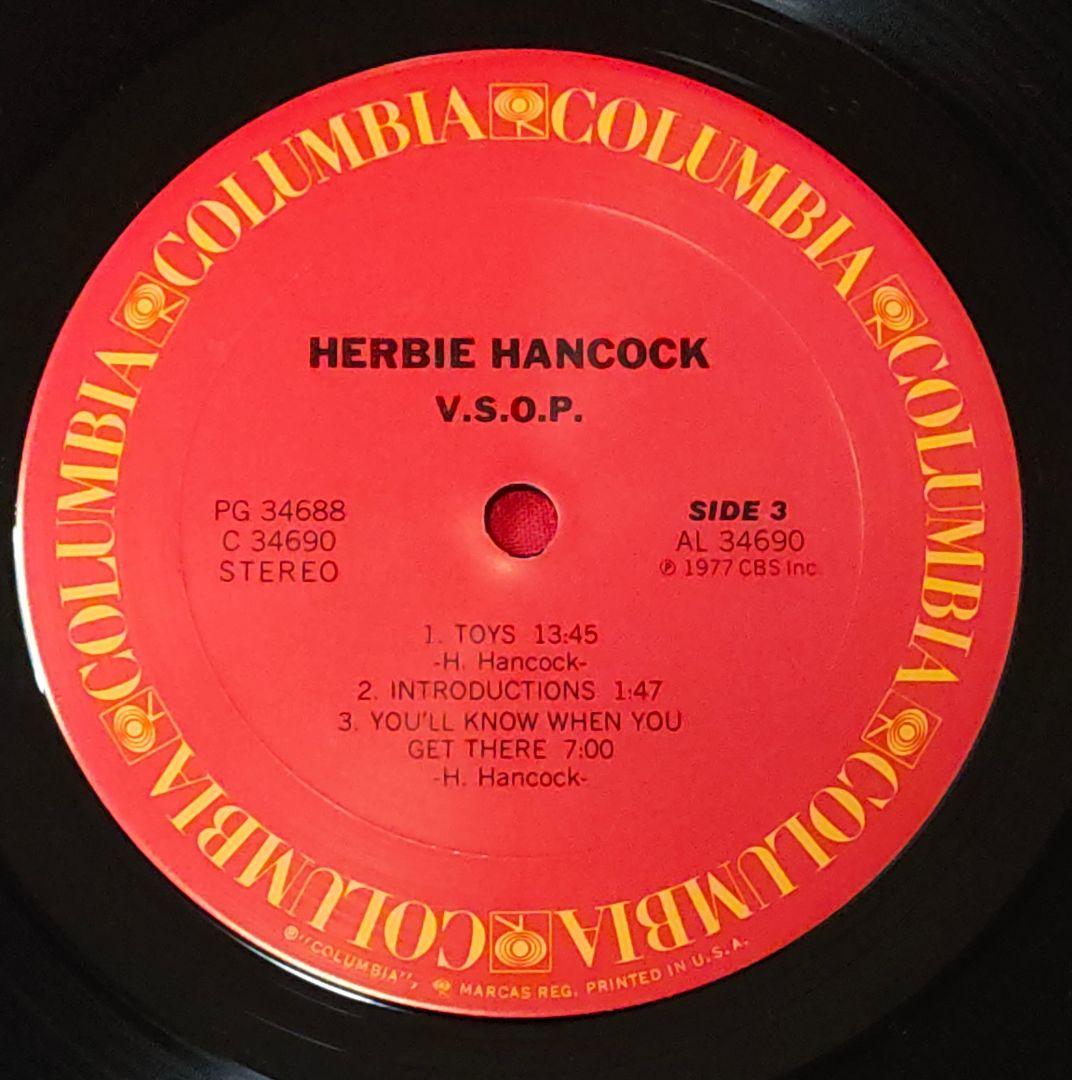 COLUMBIA COLUMBIA COLUMBIA COLUMBIA COLUMBIA COLUMBIA
HERBIE HANCOCK
V.S.O.P.
PG 34688
C 34690
STEREO
SIDE 3
AL 34690
℗ 1977 CBS Inc.
1. TOYS 13:45
-H. Hancock-
2. INTRODUCTIONS 1:47
3. YOU'LL KNOW WHEN YOU
GET THERE 7:00
-H. Hancock-
®"COLUMBIA", MARCAS REG. PRINTED IN U.S.A.